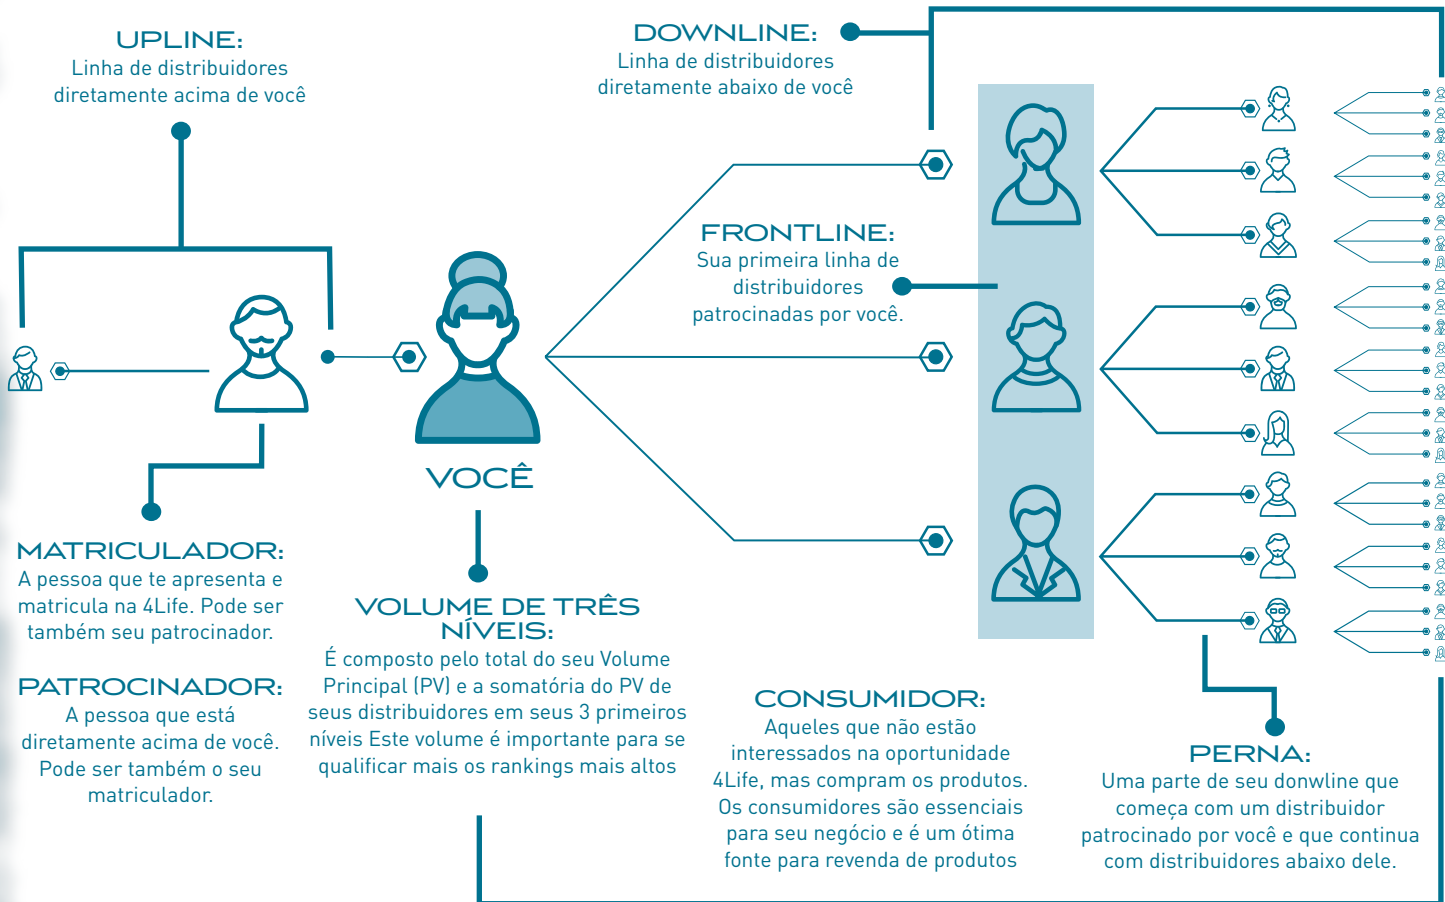 UPLINE:
Linha de distribuidores
diretamente acima de você
DOWNLINE:
Linha de distribuidores
diretamente abaixo de você
FRONTLINE:
Sua primeira linha de
distribuidores
patrocinadas por você.
VOCÊ
MATRICULADOR:
A pessoa que te apresenta e
matricula na 4Life. Pode ser
também seu patrocinador.
PATROCINADOR:
A pessoa que está
diretamente acima de você.
Pode ser também o seu
matriculador.
VOLUME DE TRÊS
NÍVEIS:
É composto pelo total do seu Volume
Principal (PV) e a somatória do PV de
seus distribuidores em seus 3 primeiros
níveis Este volume é importante para se
qualificar mais os rankings mais altos
CONSUMIDOR:
Aqueles que não estão
interessados na oportunidade
4Life, mas compram os produtos.
Os consumidores são essenciais
para seu negócio e é um ótima
fonte para revenda de produtos
PERNA:
Uma parte de seu donwline que
começa com um distribuidor
patrocinado por você e que continua
com distribuidores abaixo dele.